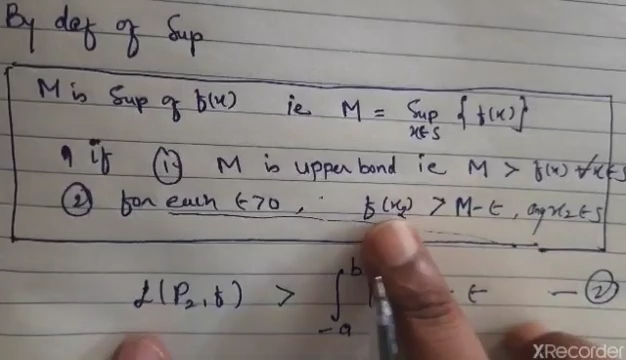 By def of Sup
M is Sup of f(x) ie M = Sup x∈S {f(x)}
if (1) M is upper bond ie M > f(x) ∀x∈S
(2) for each ε>0, f(x₂) > M-ε, x₂∈S
L(P₂,f) > ∫ -a b - ε — (2)
XRecorder